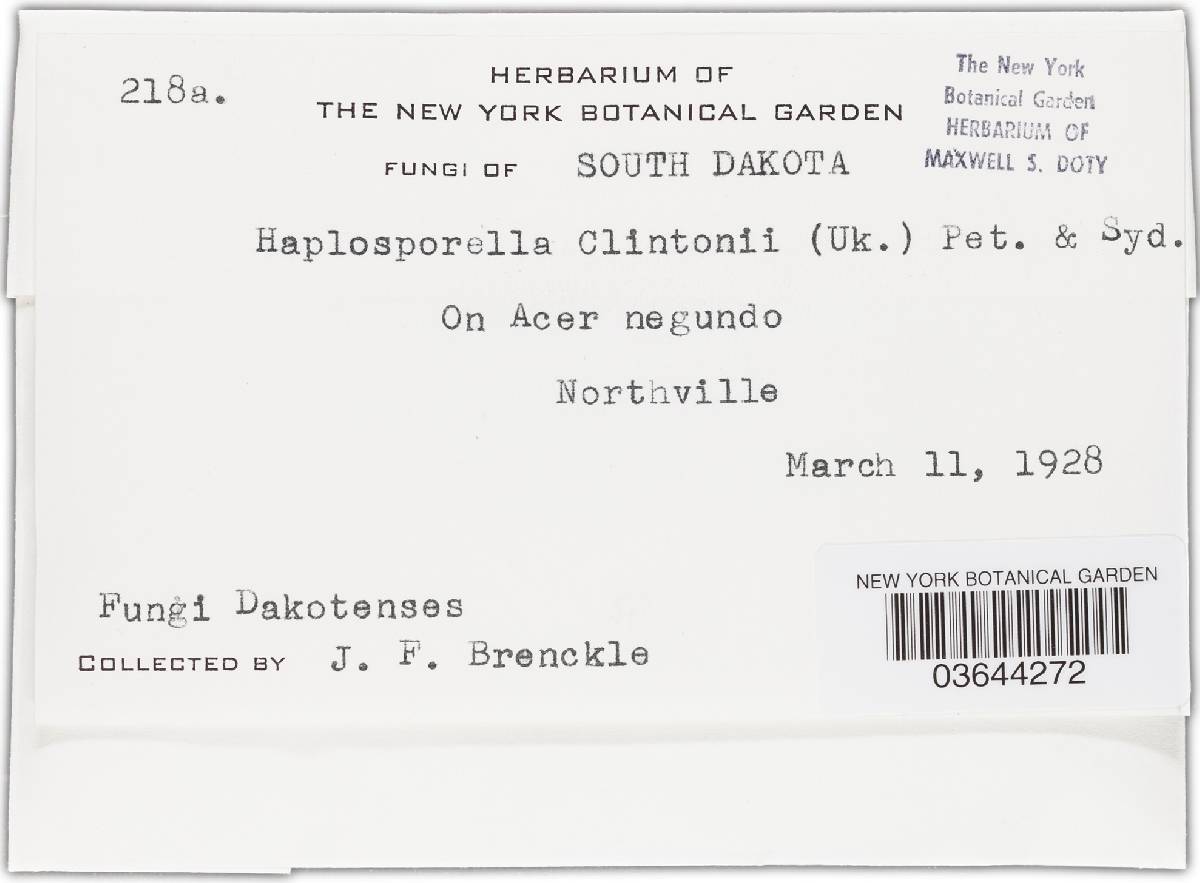 218a.
HERBARIUM OF
THE NEW YORK BOTANICAL GARDEN
The New York
Botanical Garden
HERBARIUM OF
MAXWELL S. DOTY
FUNGI OF SOUTH DAKOTA
Haplosporella Clintonii (Uk.) Pet. & Syd.
On Acer negundo
Northville
March 11, 1928
Fungi Dakotenses
COLLECTED BY J. F. Brenckle
NEW YORK BOTANICAL GARDEN
03644272